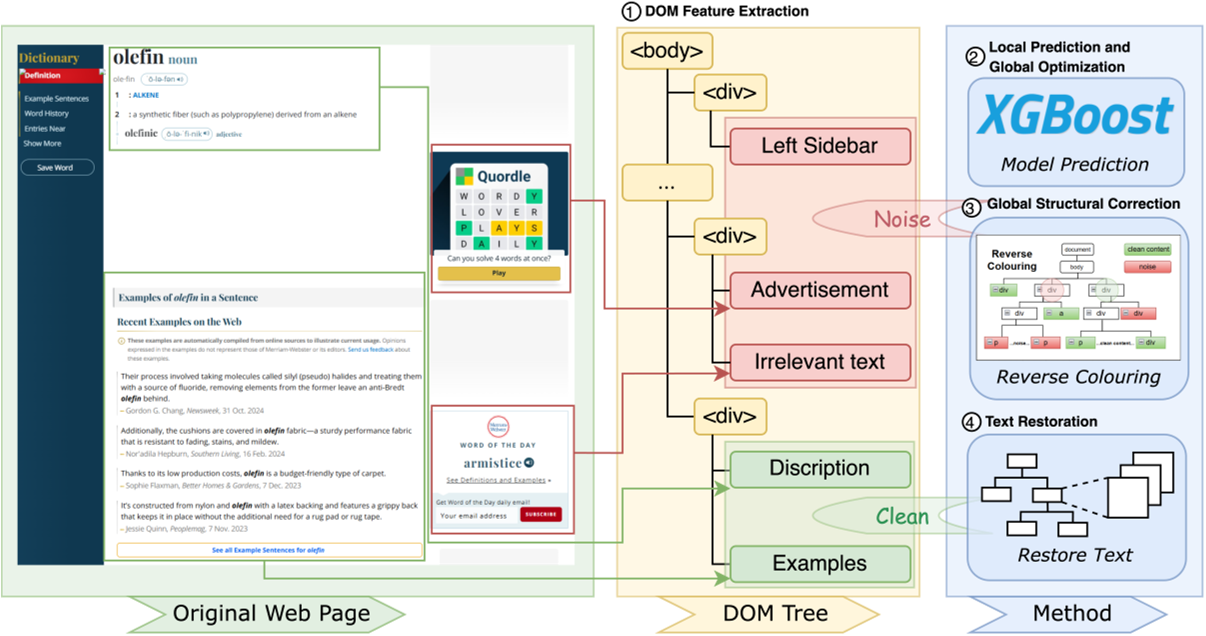 ① DOM Feature Extraction
Dictionary
Definition
Example Sentences
Word History
Entries Near
Show More
Save Word
olefin noun
ole·fin
ō-lə-fən
1 : ALKENE
2 : a synthetic fiber (such as polypropylene) derived from an alkene
olefinic ō-lə-ˈfi-nik adjective
Quordle
W O R D Y
L O V E R
P L A Y S
D A I L Y
Can you solve 4 words at once?
Play
Examples of olefin in a Sentence
Recent Examples on the Web
These examples are automatically compiled from online sources to illustrate current usage. Opinions
expressed in the examples do not represent those of Merriam-Webster or its editors. Send us feedback about
these examples.
Their process involved taking molecules called silyl (pseudo) halides and treating them
with a source of fluoride, removing elements from the former leave an anti-Bredt
olefin behind.
– Gordon G. Chang, Newsweek, 31 Oct. 2024
Additionally, the cushions are covered in olefin fabric—a sturdy performance fabric
that is resistant to fading, stains, and mildew.
– Nor'adila Hepburn, Southern Living, 16 Feb. 2024
Thanks to its low production costs, olefin is a budget-friendly type of carpet.
– Sophie Flaxman, Better Homes & Gardens, 7 Dec. 2023
It's constructed from nylon and olefin with a latex backing and features a grippy back
that keeps it in place without the additional need for a rug pad or rug tape.
– Jessie Quinn, Peoplemag, 7 Nov. 2023
See all Example Sentences for olefin
WORD OF THE DAY
armistice
See Definitions and Examples »
Get Word of the Day daily email!
Your email address
SUBSCRIBE
Original Web Page
<body>
<div>
Left Sidebar
...
<div>
Advertisement
Irrelevant text
<div>
Discription
Examples
DOM Tree
Noise
Clean
② Local Prediction and
Global Optimization
XGBoost
Model Prediction
③ Global Structural Correction
Reverse
Colouring
document
body
clean content
noise
div
div
div
div
a
div
div
p
...noise...
p
p
...clean content...
div
Reverse Colouring
④ Text Restoration
Restore Text
Method